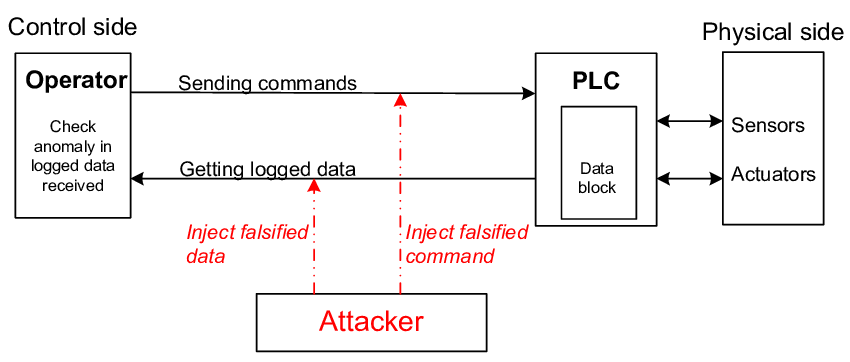 Control side
Physical side
Operator
Check
anomaly in
logged data
received
Sending commands
Getting logged data
PLC
Data
block
Sensors
Actuators
Inject falsified
data
Inject falsified
command
Attacker